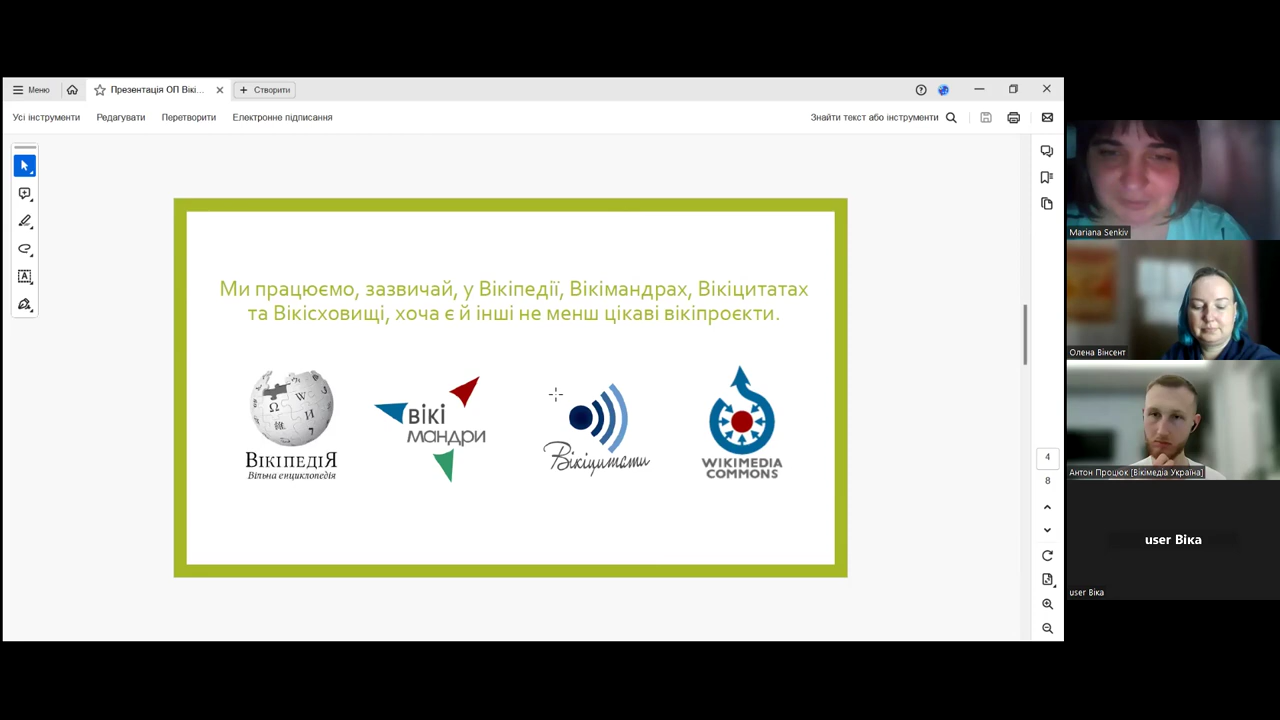 Меню
Презентація ОП Вікі...
Створити
Усі інструменти
Редагувати
Перетворити
Електронне підписання
Знайти текст або інструменти
Ми працюємо, зазвичай, у Вікіпедії, Вікімандрах, Вікіцитатах
та Вікісховищі, хоча є й інші не менш цікаві вікіпроєкти.
ВікіпедіЯ
Вільна енциклопедія
вікі
мандри
Вікіцитати
WIKIMEDIA
COMMONS
4
8
Mariana Senkiv
Олена Вінсент
Антон Процюк [Вікімедіа Україна]
user Віка
user Віка